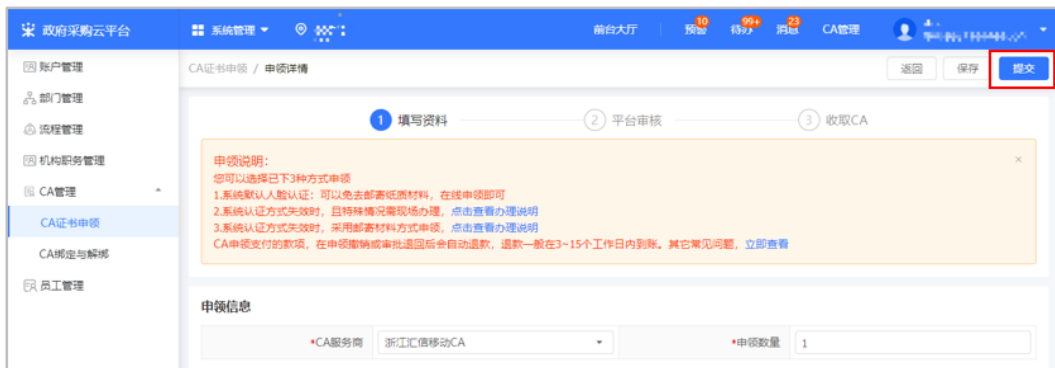 政府采购云平台
系统管理
前台大厅
预警 10
待办 99+
消息 23
CA管理
账户管理
部门管理
流程管理
机构职务管理
CA管理
CA证书申领
CA绑定与解绑
员工管理
CA证书申领 / 申领详情
返回
保存
提交
1 填写资料
2 平台审核
3 收取CA
申领说明：
您可以选择已下3种方式申领
1.系统默认人脸认证：可以免去邮寄纸质材料，在线申领即可
2.系统认证方式失效时，且特殊情况需现场办理，点击查看办理说明
3.系统认证方式失效时，采用邮寄材料方式申领，点击查看办理说明
CA申领支付的款项，在申领撤销或审批退回后会自动退款，退款一般在3~15个工作日内到账。其它常见问题，立即查看
申领信息
*CA服务商 浙江汇信移动CA
*申领数量 1